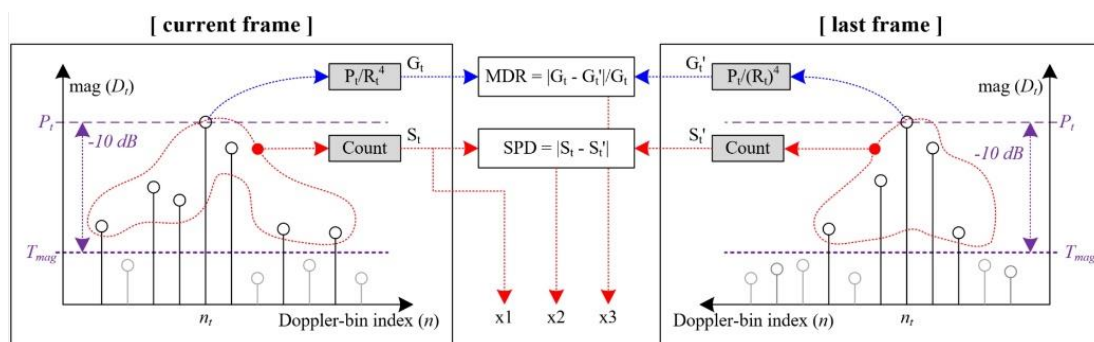 [ current frame ]
[ last frame ]
mag (Dₜ)
Pₜ/Rₜ⁴
Gₜ
MDR = |Gₜ - Gₜ'|/Gₜ
Gₜ'
Pₜ/(Rₜ)⁴
mag (Dₜ)
Pₜ
-10 dB
Count
Sₜ
SPD = |Sₜ - Sₜ'|
Sₜ'
Count
-10 dB
Pₜ
T_mag
T_mag
nₜ
Doppler-bin index (n)
x1
x2
x3
Doppler-bin index (n)
nₜ